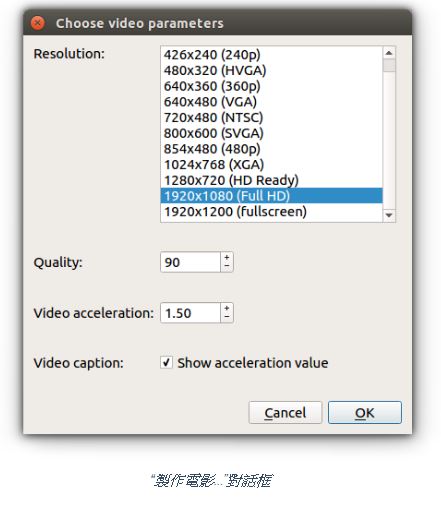 Choose video parameters
Resolution:
426x240 (240p)
480x320 (HVGA)
640x360 (360p)
640x480 (VGA)
720x480 (NTSC)
800x600 (SVGA)
854x480 (480p)
1024x768 (XGA)
1280x720 (HD Ready)
1920x1080 (Full HD)
1920x1200 (fullscreen)
Quality: 90
Video acceleration: 1.50
Video caption: Show acceleration value
Cancel OK
“製作電影...”對話框